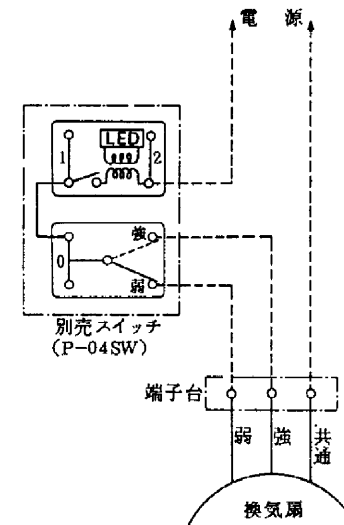 電 源
LED
1
2
強
0
弱
別売スイッチ
(P-04SW)
端子台
弱
強
共通
換気扇